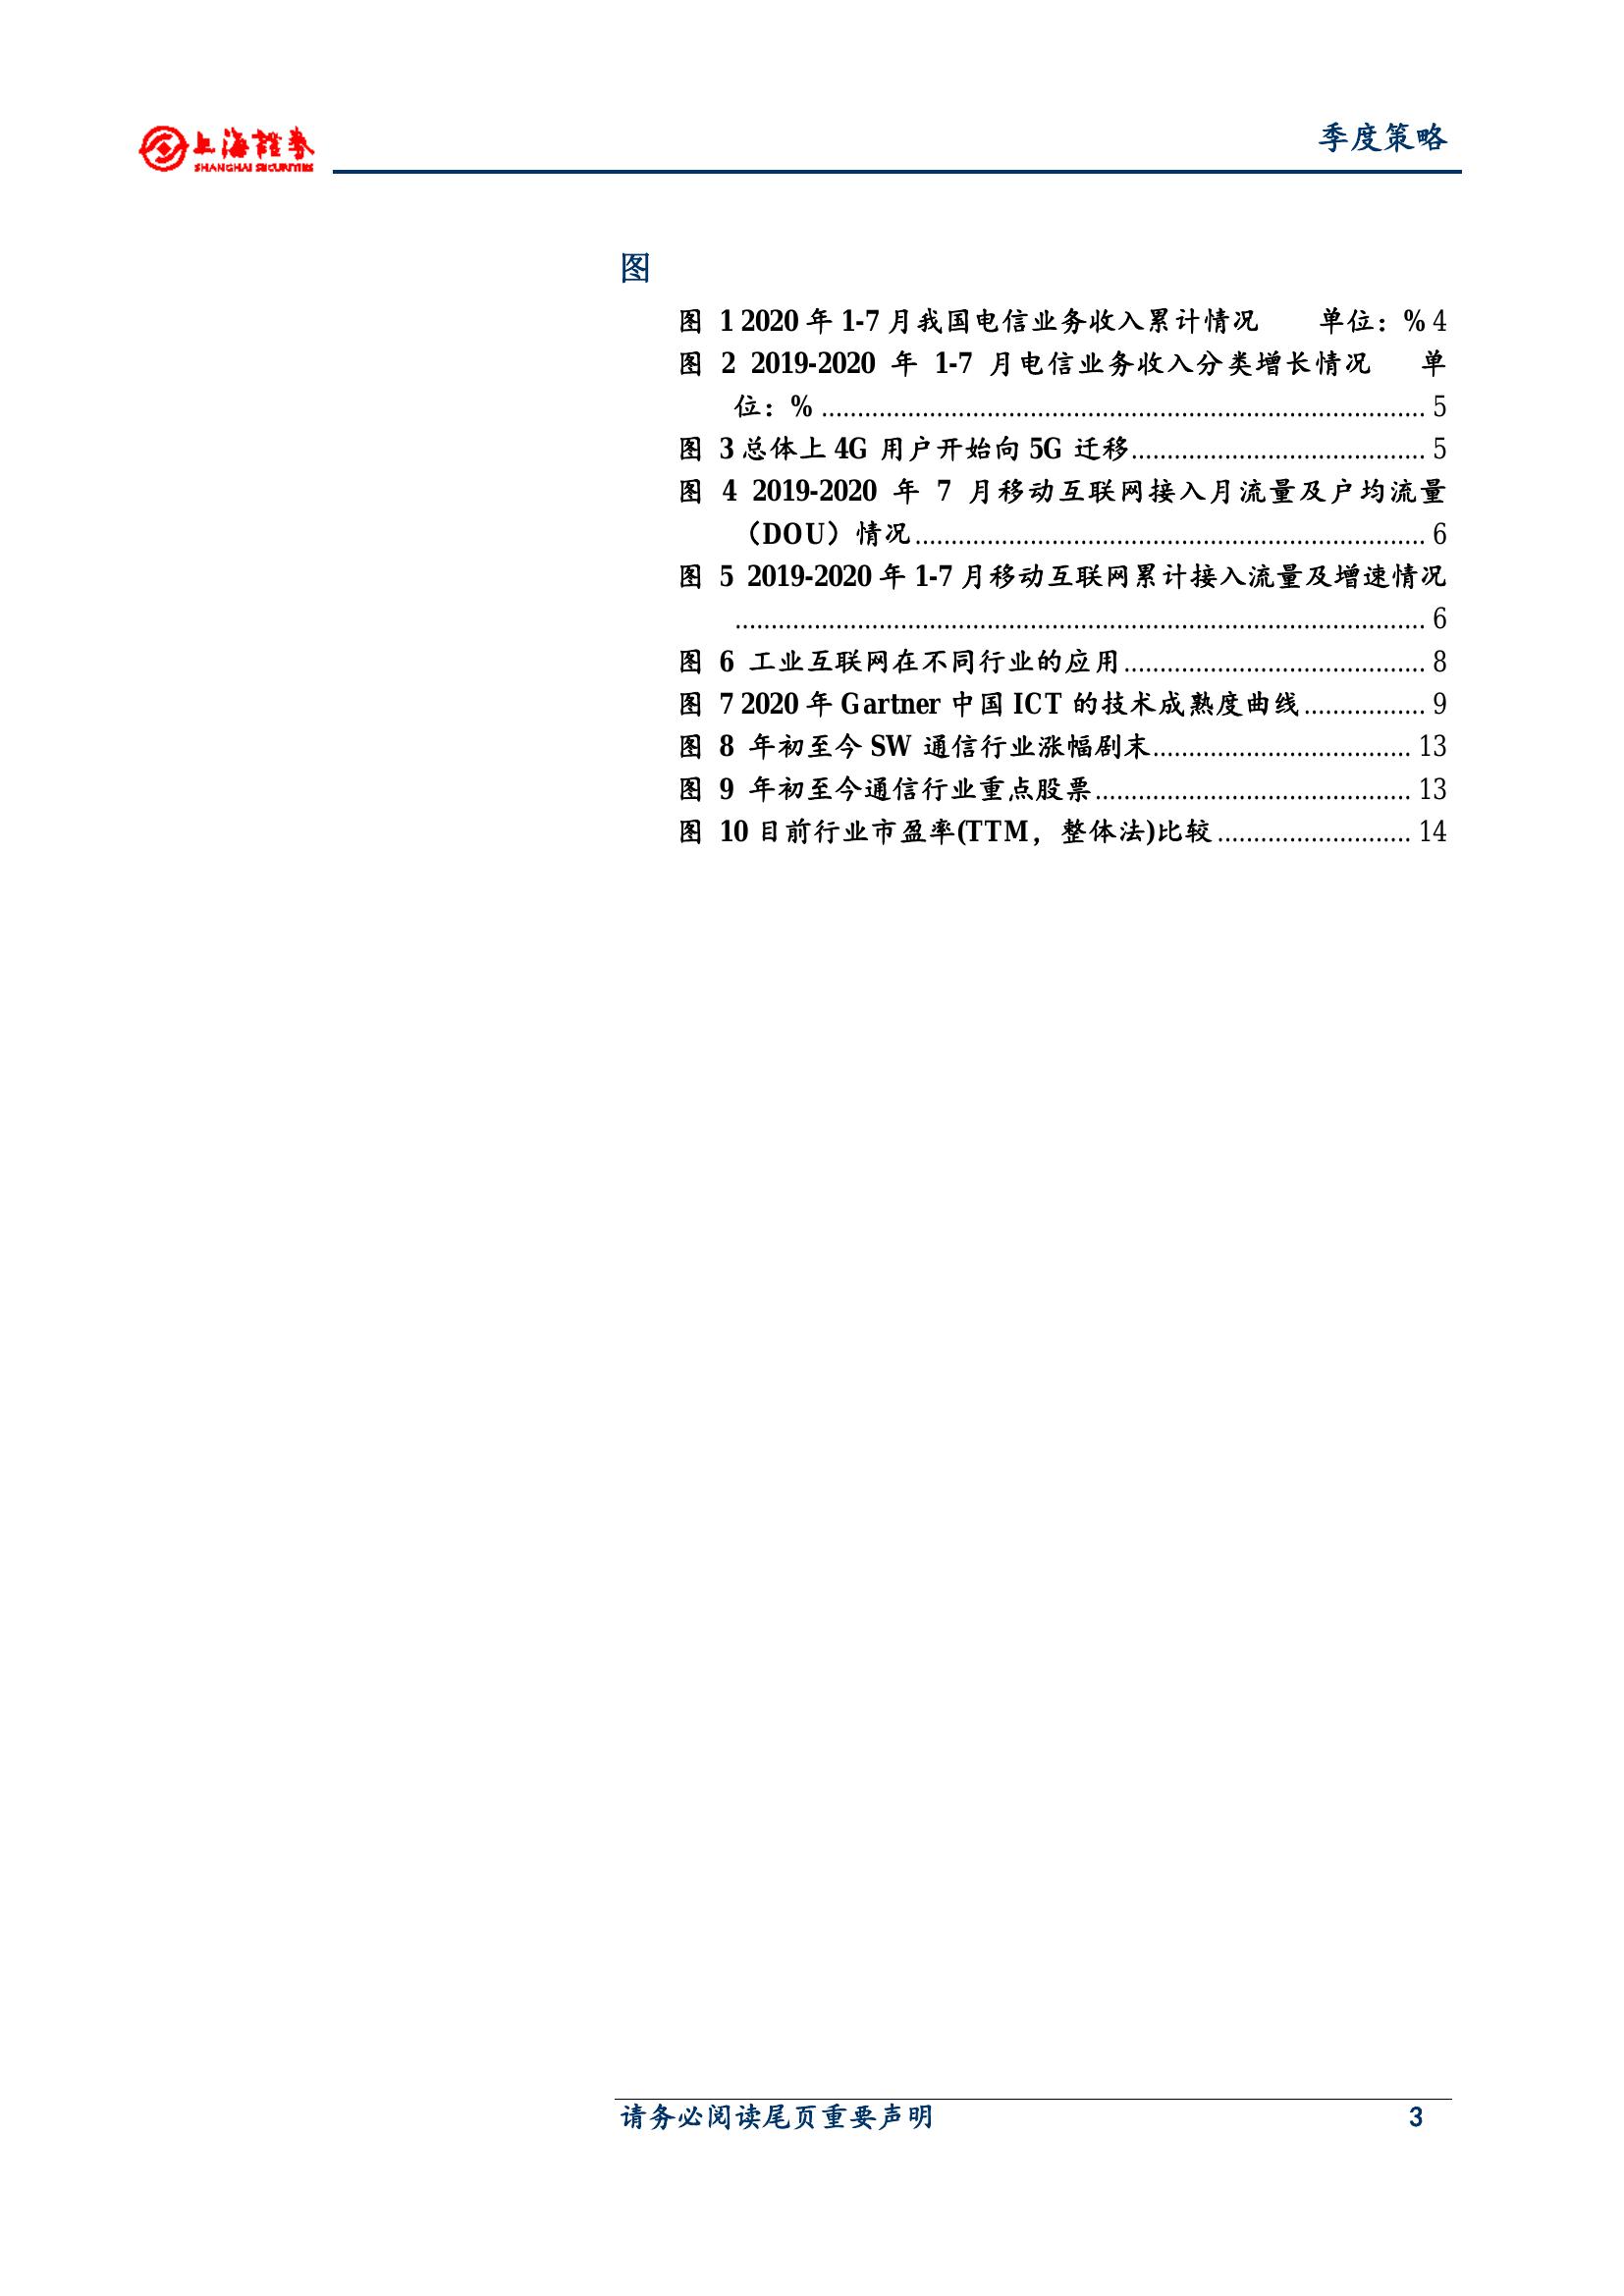 上海證券
SHANGHAI SECURITIES
季度策略
图
图 1 2020 年 1-7 月我国电信业务收入累计情况 单位：% 4
图 2 2019-2020 年 1-7 月电信业务收入分类增长情况 单
位：% ........................................................................................ 5
图 3 总体上 4G 用户开始向 5G 迁移......................................... 5
图 4 2019-2020 年 7 月移动互联网接入月流量及户均流量
（DOU）情况....................................................................... 6
图 5 2019-2020 年 1-7 月移动互联网累计接入流量及增速情况
................................................................................................ 6
图 6 工业互联网在不同行业的应用.......................................... 8
图 7 2020 年 Gartner 中国 ICT 的技术成熟度曲线................. 9
图 8 年初至今 SW 通信行业涨幅剧末.................................... 13
图 9 年初至今通信行业重点股票............................................ 13
图 10 目前行业市盈率(TTM，整体法)比较........................... 14
请务必阅读尾页重要声明 3